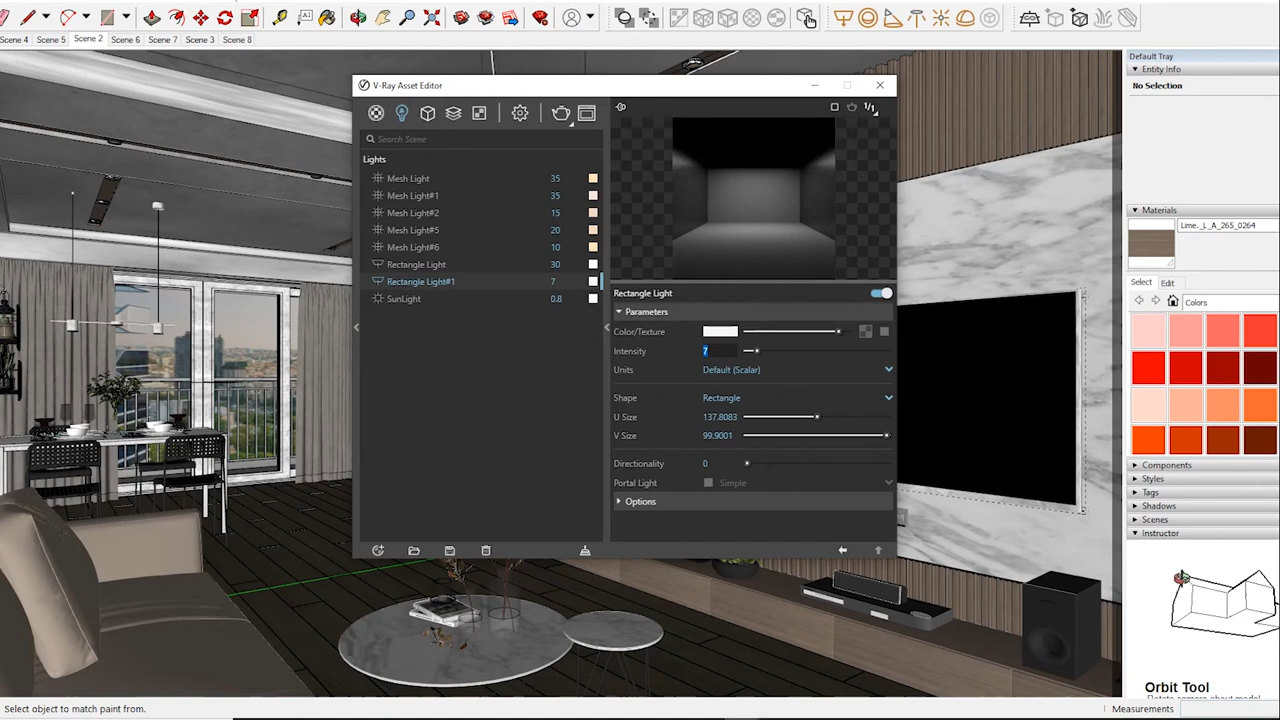 Scene 4 Scene 5 Scene 2 Scene 6 Scene 7 Scene 3 Scene 8
V-Ray Asset Editor
Search Scene
Lights
Mesh Light 35
Mesh Light#1 35
Mesh Light#2 15
Mesh Light#5 20
Mesh Light#6 10
Rectangle Light 30
Rectangle Light#1 7
SunLight 0.8
1/1
Rectangle Light
Parameters
Color/Texture
Intensity 7
Units Default (Scalar)
Shape Rectangle
U Size 137.8083
V Size 99.9001
Directionality 0
Portal Light Simple
Options
Default Tray
Entity Info
No Selection
Materials
Lime._L_A_265_0264
Select Edit
Colors
Components
Styles
Tags
Shadows
Scenes
Instructor
Orbit Tool
Select object to match paint from.
Measurements